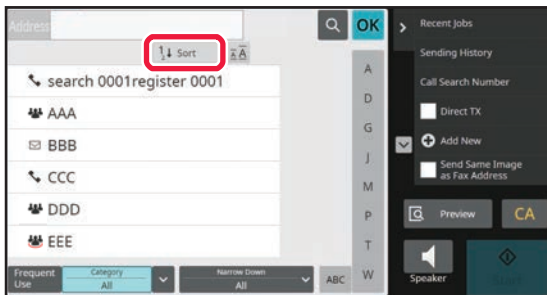 Address
OK
Sort
A
A
search 0001register 0001
AAA
BBB
CCC
DDD
EEE
A
D
G
J
M
P
T
W
Frequent
Use
Category
All
Narrow Down
All
ABC
Recent Jobs
Sending History
Call Search Number
Direct TX
Add New
Send Same Image
as Fax Address
Preview
CA
Speaker
Start